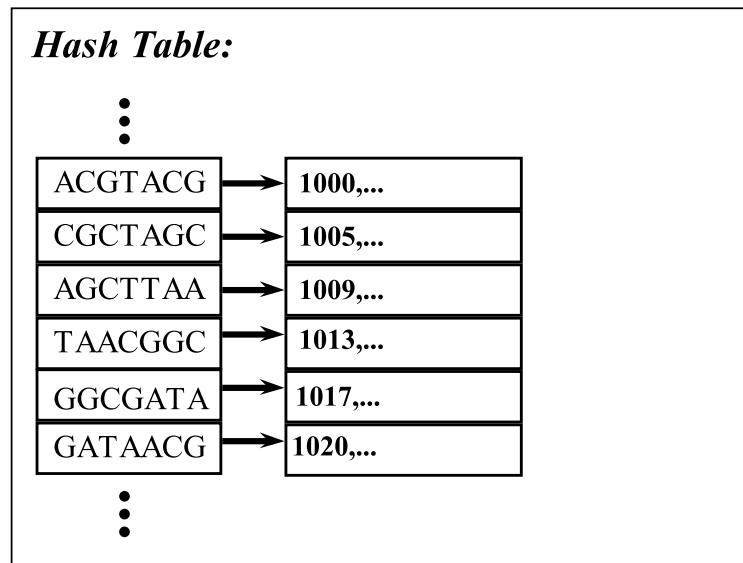 Hash Table:
ACGTACG 1000,...
CGCTAGC 1005,...
AGCTTAA 1009,...
TAACGGC 1013,...
GGCGATA 1017,...
GATAACG 1020,...